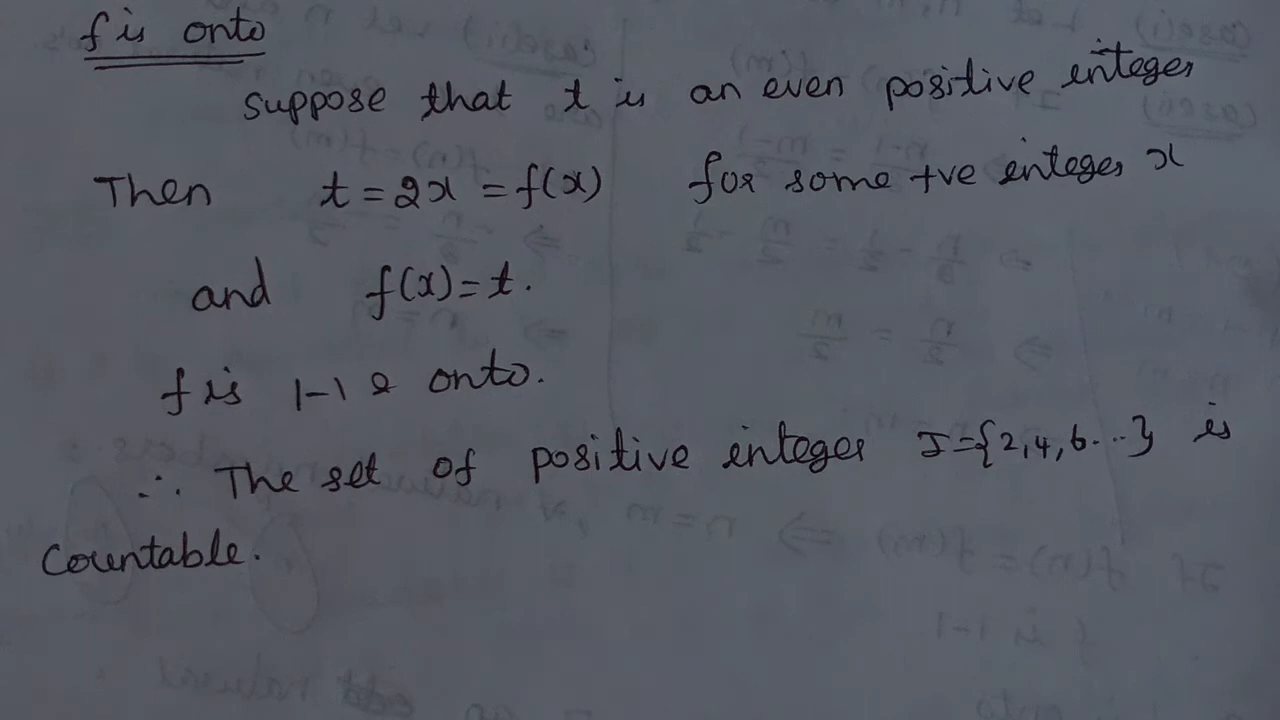 f is onto
suppose that t is an even positive integer
Then t = 2x = f(x) for some +ve integer x
and f(x) = t.
f is 1-1 & onto.
∴ The set of positive integer J = {2, 4, 6...} is
Countable.